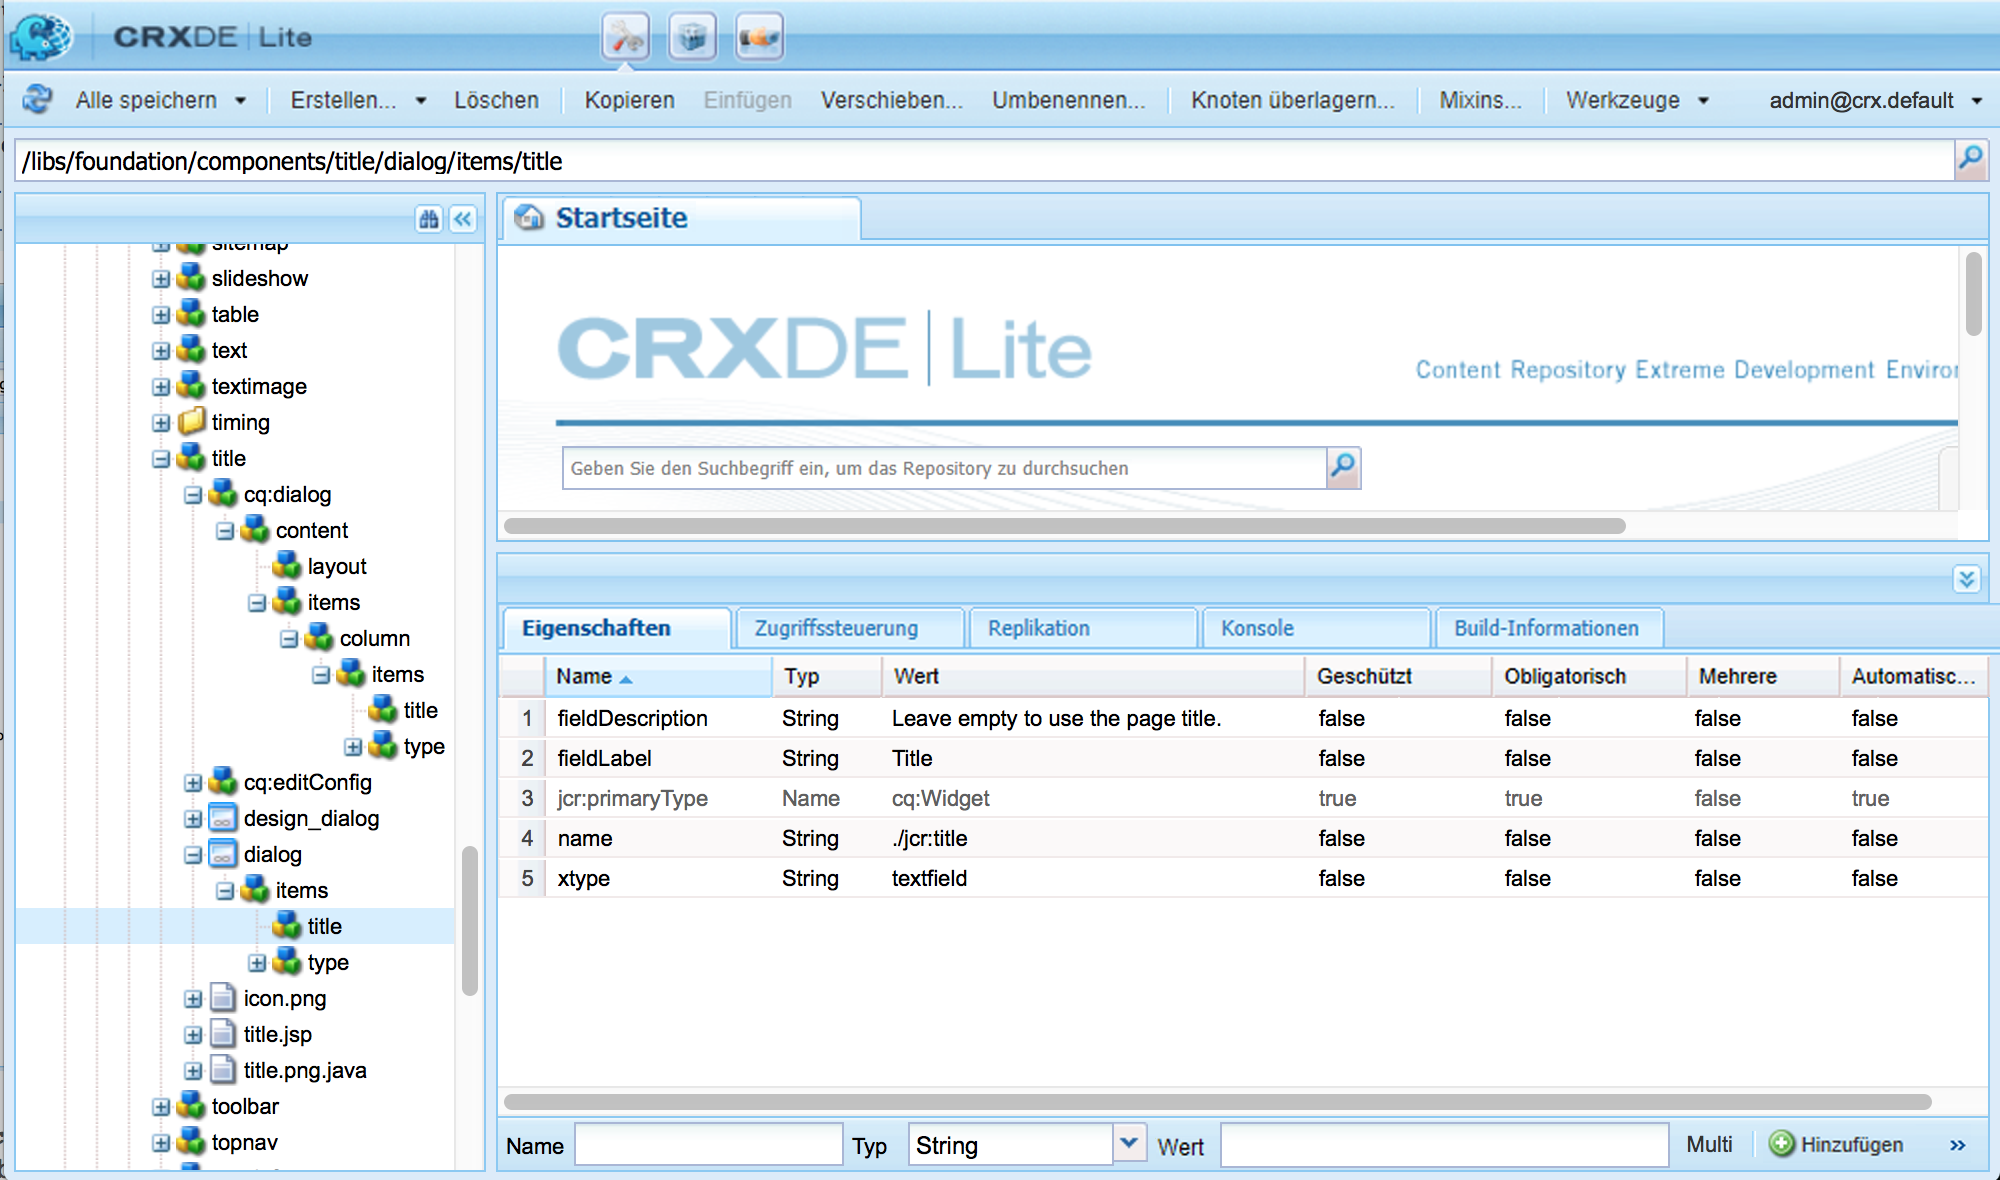 CRXDE | Lite
Alle speichern Erstellen... Löschen Kopieren Einfügen Verschieben... Umbenennen... Knoten überlagern... Mixins... Werkzeuge admin@crx.default
/libs/foundation/components/title/dialog/items/title
sitemap
slideshow
table
text
textimage
timing
title
cq:dialog
content
layout
items
column
items
title
type
cq:editConfig
design_dialog
dialog
items
title
type
icon.png
title.jsp
title.png.java
toolbar
topnav
Startseite
CRXDE | Lite
Content Repository Extreme Development Enviro
Geben Sie den Suchbegriff ein, um das Repository zu durchsuchen
Eigenschaften Zugriffssteuerung Replikation Konsole Build-Informationen
Name Typ Wert Geschützt Obligatorisch Mehrere Automatisc...
1 fieldDescription String Leave empty to use the page title. false false false false
2 fieldLabel String Title false false false false
3 jcr:primaryType Name cq:Widget true true false true
4 name String ./jcr:title false false false false
5 xtype String textfield false false false false
Name Typ String Wert Multi Hinzufügen »